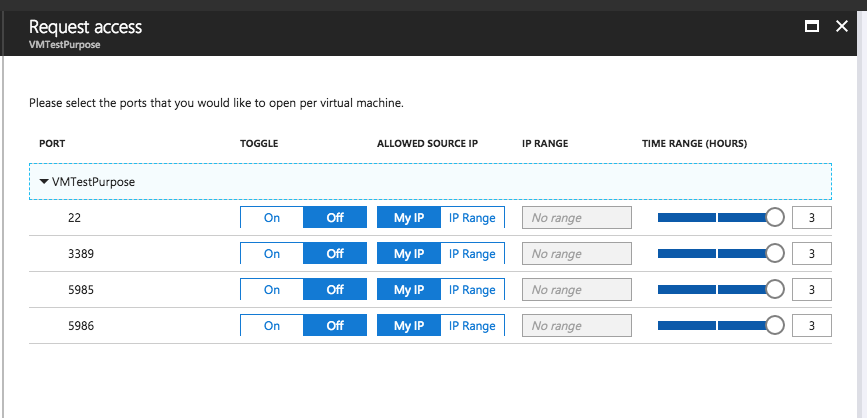 Request access
VMTestPurpose
Please select the ports that you would like to open per virtual machine.
PORT TOGGLE ALLOWED SOURCE IP IP RANGE TIME RANGE (HOURS)
VMTestPurpose
22 On Off My IP IP Range No range 3
3389 On Off My IP IP Range No range 3
5985 On Off My IP IP Range No range 3
5986 On Off My IP IP Range No range 3